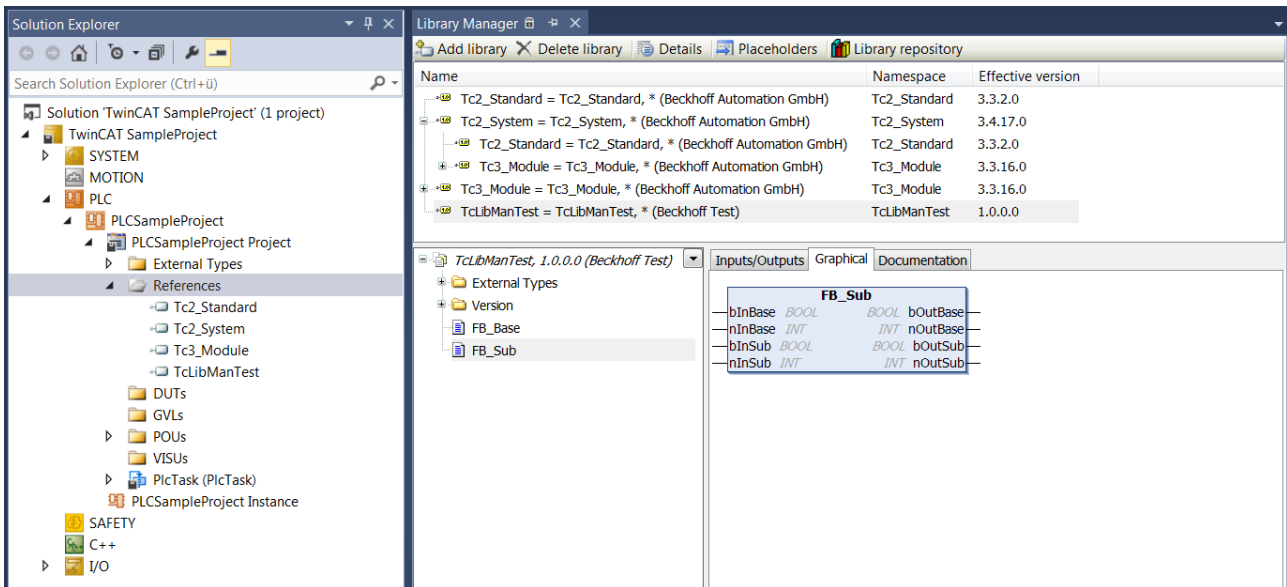 Solution Explorer
Search Solution Explorer (Ctrl+ü)
Solution 'TwinCAT SampleProject' (1 project)
TwinCAT SampleProject
SYSTEM
MOTION
PLC
PLCSampleProject
PLCSampleProject Project
External Types
References
Tc2_Standard
Tc2_System
Tc3_Module
TcLibManTest
DUTs
GVLs
POUs
VISUs
PlcTask (PlcTask)
PLCSampleProject Instance
SAFETY
C++
I/O
Library Manager
Add library Delete library Details Placeholders Library repository
Name Namespace Effective version
Tc2_Standard = Tc2_Standard, * (Beckhoff Automation GmbH) Tc2_Standard 3.3.2.0
Tc2_System = Tc2_System, * (Beckhoff Automation GmbH) Tc2_System 3.4.17.0
Tc2_Standard = Tc2_Standard, * (Beckhoff Automation GmbH) Tc2_Standard 3.3.2.0
Tc3_Module = Tc3_Module, * (Beckhoff Automation GmbH) Tc3_Module 3.3.16.0
Tc3_Module = Tc3_Module, * (Beckhoff Automation GmbH) Tc3_Module 3.3.16.0
TcLibManTest = TcLibManTest, * (Beckhoff Test) TcLibManTest 1.0.0.0
TcLibManTest, 1.0.0.0 (Beckhoff Test)
External Types
Version
FB_Base
FB_Sub
Inputs/Outputs Graphical Documentation
FB_Sub
bInBase BOOL BOOL bOutBase
nInBase INT INT nOutBase
bInSub BOOL BOOL bOutSub
nInSub INT INT nOutSub